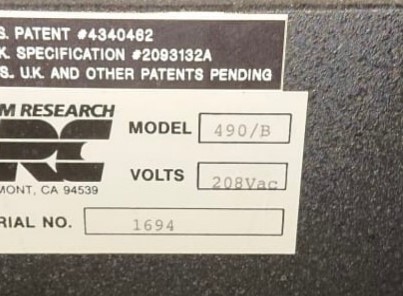 S. PATENT #4340462
K. SPECIFICATION #2093132A
S., U.K. AND OTHER PATENTS PENDING
M RESEARCH
RC
MONT, CA 94539
MODEL 490/B
VOLTS 208Vac
RIAL NO. 1694